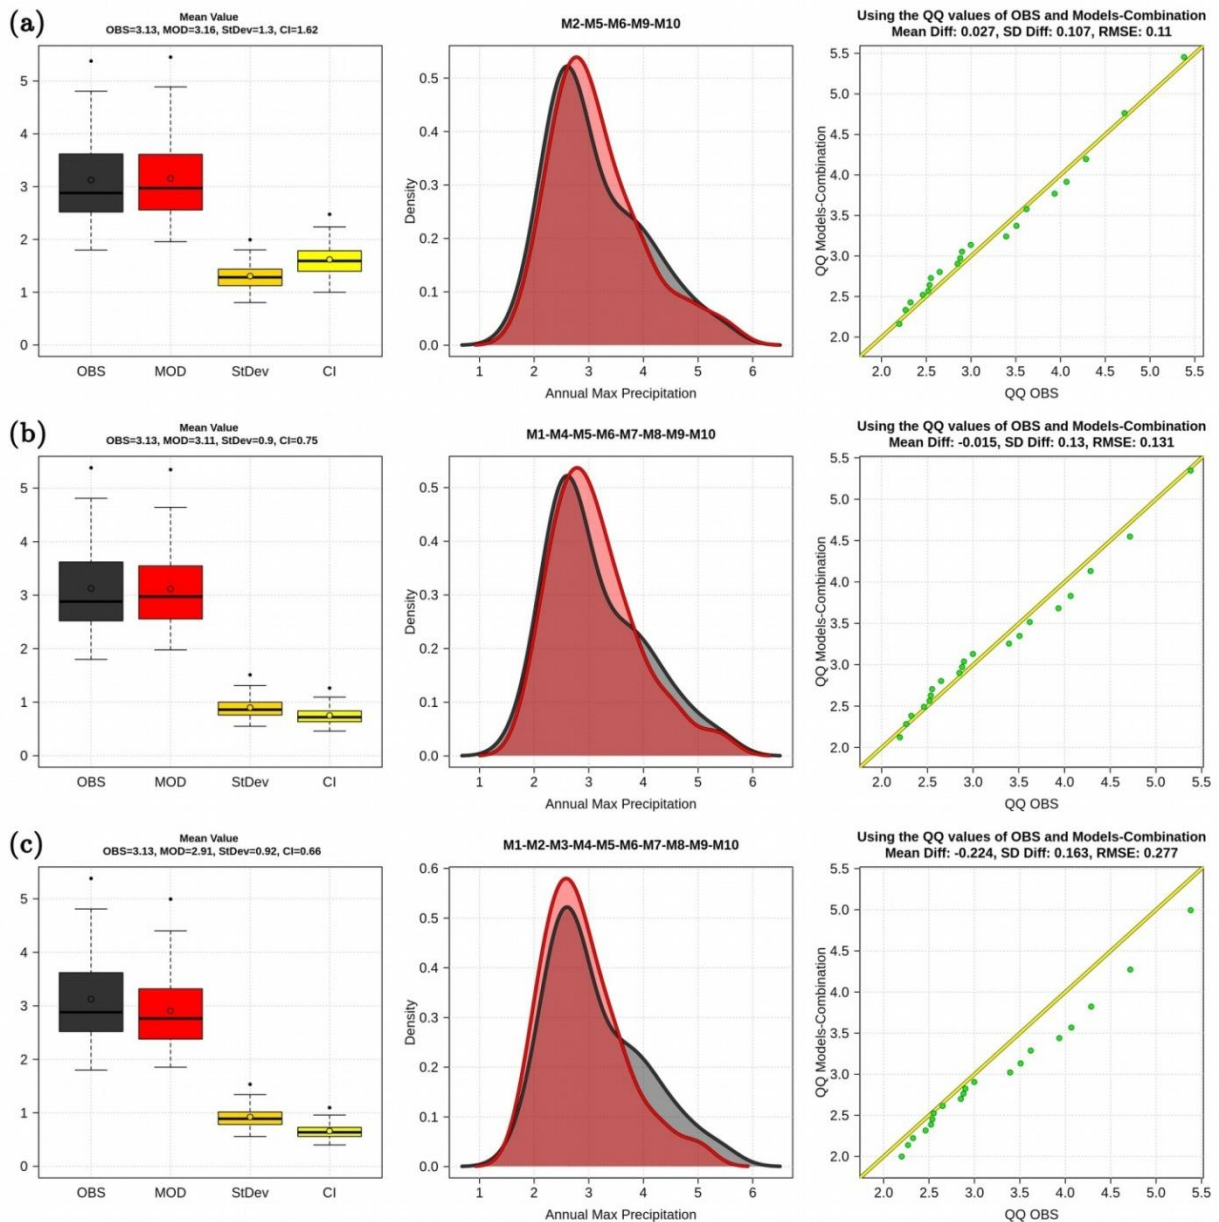 (a)
Mean Value
OBS=3.13, MOD=3.16, StDev=1.3, CI=1.62
5
4
3
2
1
0
OBS MOD StDev CI
M2-M5-M6-M9-M10
Density
0.5
0.4
0.3
0.2
0.1
0.0
1 2 3 4 5 6
Annual Max Precipitation
Using the QQ values of OBS and Models-Combination
Mean Diff: 0.027, SD Diff: 0.107, RMSE: 0.11
QQ Models-Combination
5.5
5.0
4.5
4.0
3.5
3.0
2.5
2.0
2.0 2.5 3.0 3.5 4.0 4.5 5.0 5.5
QQ OBS
(b)
Mean Value
OBS=3.13, MOD=3.11, StDev=0.9, CI=0.75
5
4
3
2
1
0
OBS MOD StDev CI
M1-M4-M5-M6-M7-M8-M9-M10
Density
0.5
0.4
0.3
0.2
0.1
0.0
1 2 3 4 5 6
Annual Max Precipitation
Using the QQ values of OBS and Models-Combination
Mean Diff: -0.015, SD Diff: 0.13, RMSE: 0.131
QQ Models-Combination
5.5
5.0
4.5
4.0
3.5
3.0
2.5
2.0
2.0 2.5 3.0 3.5 4.0 4.5 5.0 5.5
QQ OBS
(c)
Mean Value
OBS=3.13, MOD=2.91, StDev=0.92, CI=0.66
5
4
3
2
1
0
OBS MOD StDev CI
M1-M2-M3-M4-M5-M6-M7-M8-M9-M10
Density
0.6
0.5
0.4
0.3
0.2
0.1
0.0
1 2 3 4 5 6
Annual Max Precipitation
Using the QQ values of OBS and Models-Combination
Mean Diff: -0.224, SD Diff: 0.163, RMSE: 0.277
QQ Models-Combination
5.5
5.0
4.5
4.0
3.5
3.0
2.5
2.0
2.0 2.5 3.0 3.5 4.0 4.5 5.0 5.5
QQ OBS